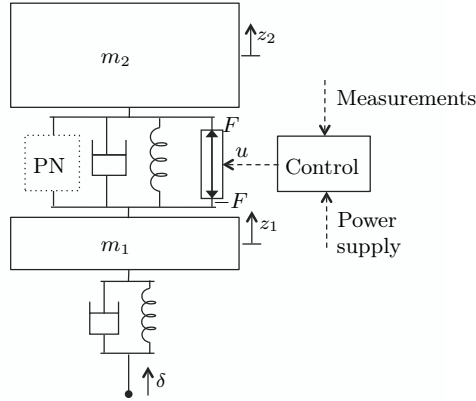 z₂
m₂
Measurements
F
PN
u
Control
−F
z₁
Power
supply
m₁
δ